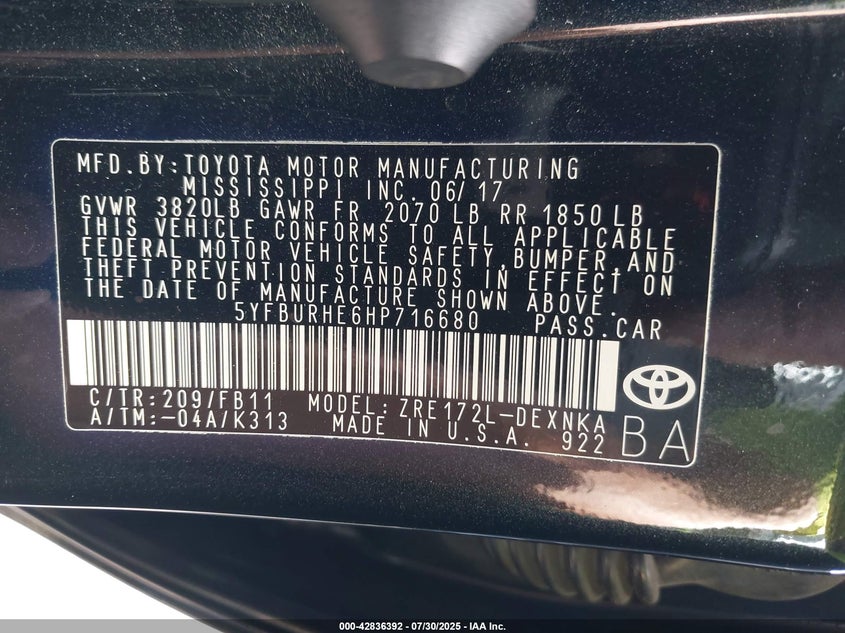 MFD.BY:TOYOTA MOTOR MANUFACTURING
MISSISSIPPI INC. 06/17
GVWR 3820LB GAWR FR 2070 LB RR 1850 LB
THIS VEHICLE CONFORMS TO ALL APPLICABLE
FEDERAL MOTOR VEHICLE SAFETY,BUMPER,AND
THEFT PREVENTION STANDARDS IN EFFECT ON
THE DATE OF MANUFACTURE SHOWN ABOVE.
5YFBURHE6HP716680 PASS.CAR
C/TR:209/FB11 MODEL:ZRE172L-DEXNKA
A/TM:-04A/K313 MADE IN U.S.A. 922
BA
000-42836392 / 07/30/2025 - IAA Inc.